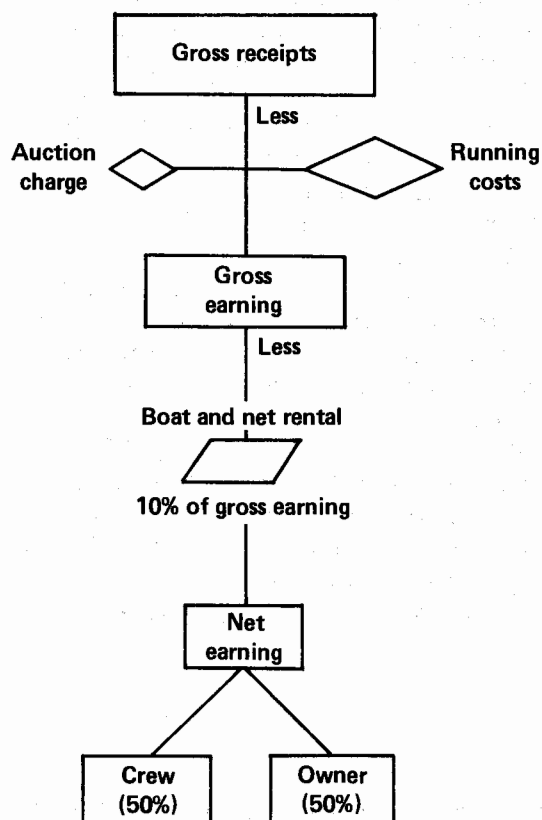 Gross receipts
Less
Auction
charge
Running
costs
Gross
earning
Less
Boat and net rental
10% of gross earning
Net
earning
Crew
(50%)
Owner
(50%)